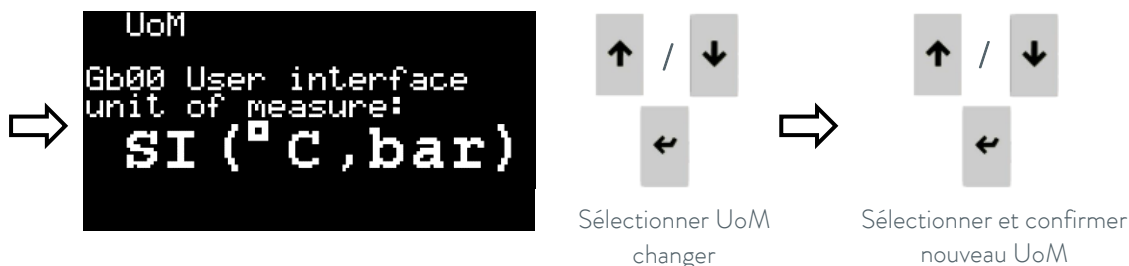 UoM
Gb00 User interface
unit of measure:
SI(°C,bar)
↑ / ↓
↵
Sélectionner UoM
changer
↑ / ↓
↵
Sélectionner et confirmer
nouveau UoM